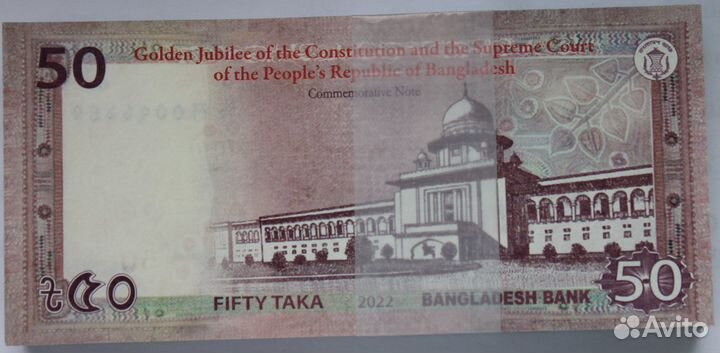 50
Golden Jubilee of the Constitution and the Supreme Court
of the People's Republic of Bangladesh
Commemorative Note
৳৫০
FIFTY TAKA
2022
BANGLADESH BANK
50
Avito